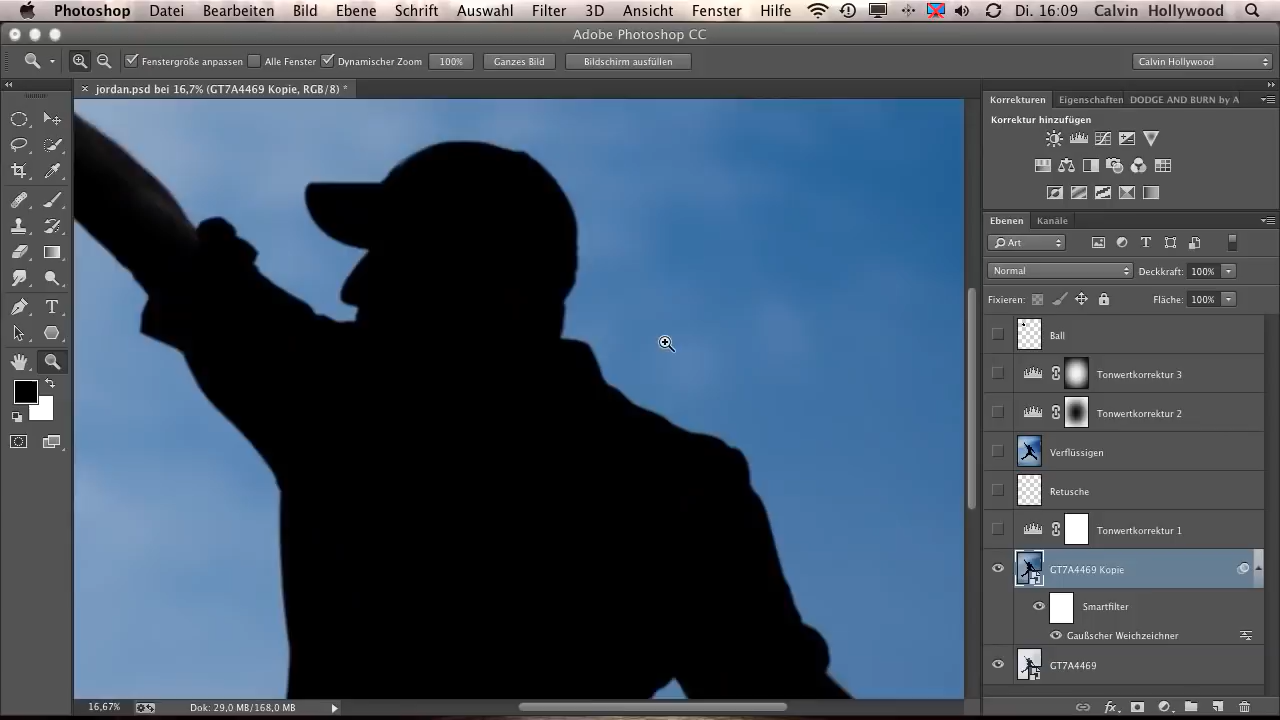 Photoshop Datei Bearbeiten Bild Ebene Schrift Auswahl Filter 3D Ansicht Fenster Hilfe Di. 16:09 Calvin Hollywood
Adobe Photoshop CC
Fenstergröße anpassen Alle Fenster Dynamischer Zoom 100% Ganzes Bild Bildschirm ausfüllen Calvin Hollywood
× jordan.psd bei 16,7% (GT7A4469 Kopie, RGB/8) *
Korrekturen Eigenschaften DODGE AND BURN by A
Korrektur hinzufügen
Ebenen Kanäle
Art
Normal Deckkraft: 100%
Fixieren: Fläche: 100%
Ball
Tonwertkorrektur 3
Tonwertkorrektur 2
Verflüssigen
Retusche
Tonwertkorrektur 1
GT7A4469 Kopie
Smartfilter
Gaußscher Weichzeichner
GT7A4469
16,67% Dok: 29,0 MB/168,0 MB
fx